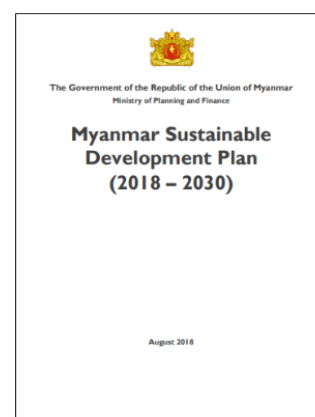 The Government of the Republic of the Union of Myanmar
Ministry of Planning and Finance
Myanmar Sustainable
Development Plan
(2018 – 2030)
August 2018